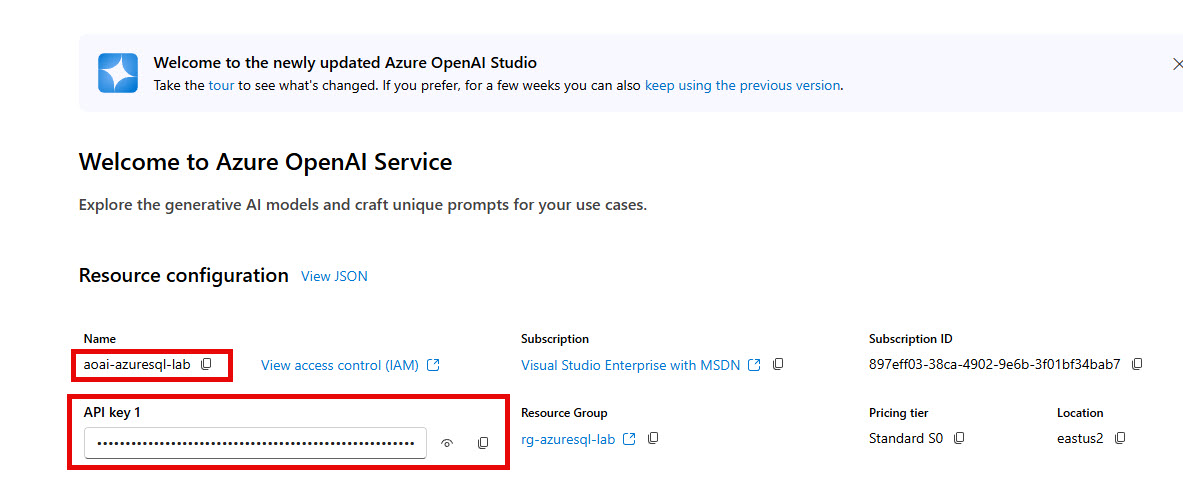 Welcome to the newly updated Azure OpenAI Studio
Take the tour to see what's changed. If you prefer, for a few weeks you can also keep using the previous version.
Welcome to Azure OpenAI Service
Explore the generative AI models and craft unique prompts for your use cases.
Resource configuration View JSON
Name Subscription Subscription ID
aoai-azuresql-lab View access control (IAM) Visual Studio Enterprise with MSDN 897eff03-38ca-4902-9e6b-3f01bf34bab7
API key 1 Resource Group Pricing tier Location
•••••••••••••••••••••••••••••••••••••••••••••••••••• rg-azuresql-lab Standard S0 eastus2